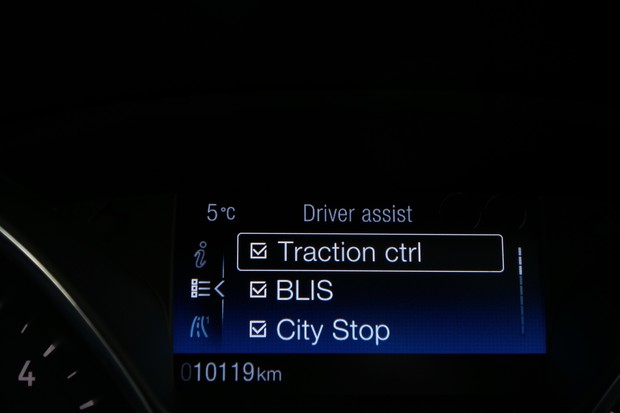 5°C Driver assist
Traction ctrl
BLIS
City Stop
010119km
4